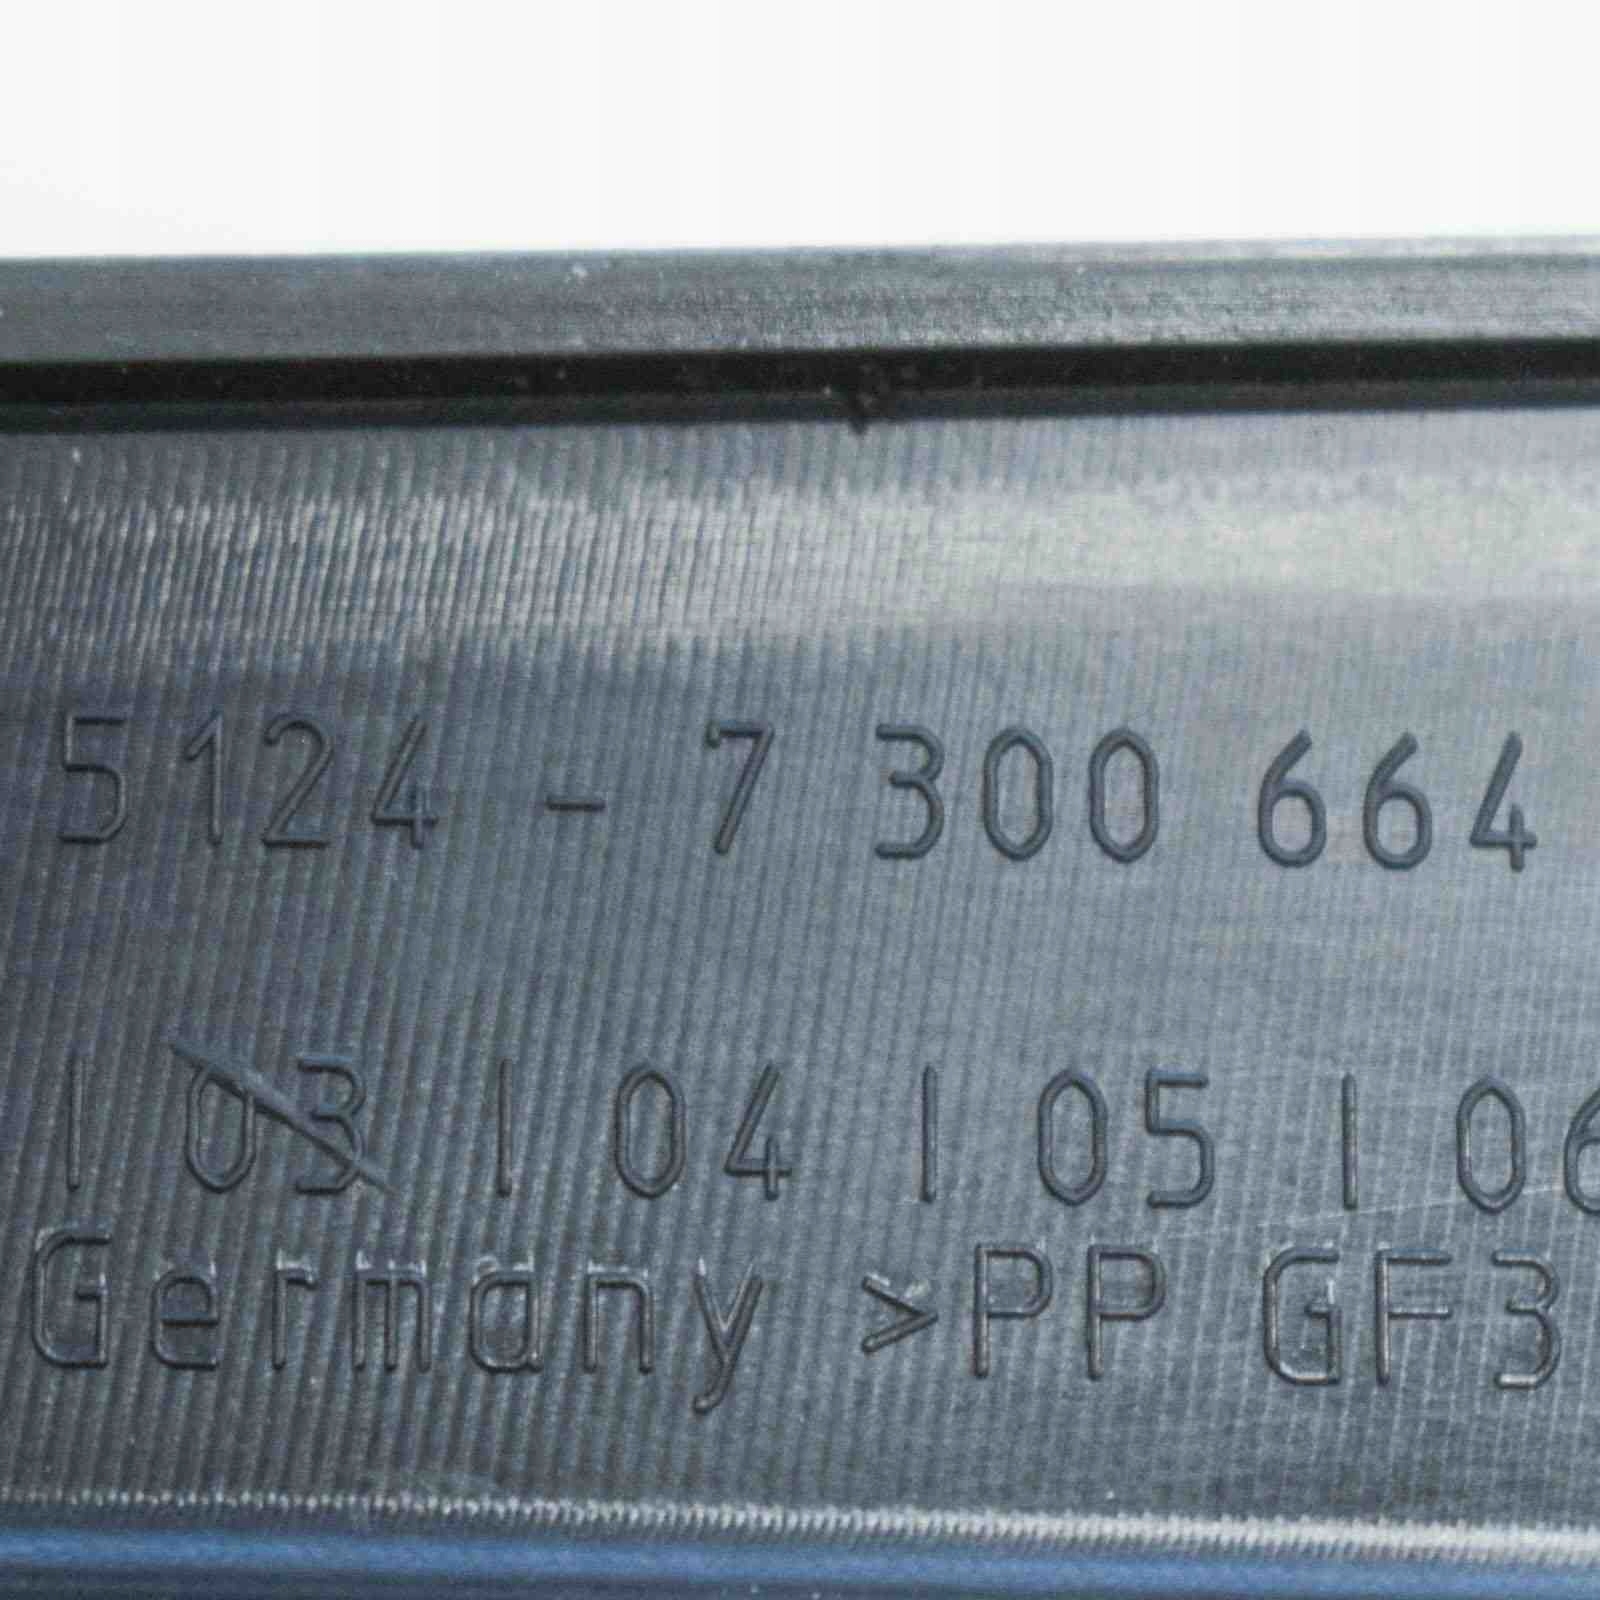 5124 - 7 300 664
| 03 | 04 | 05 | 06
Germany >PP GF3